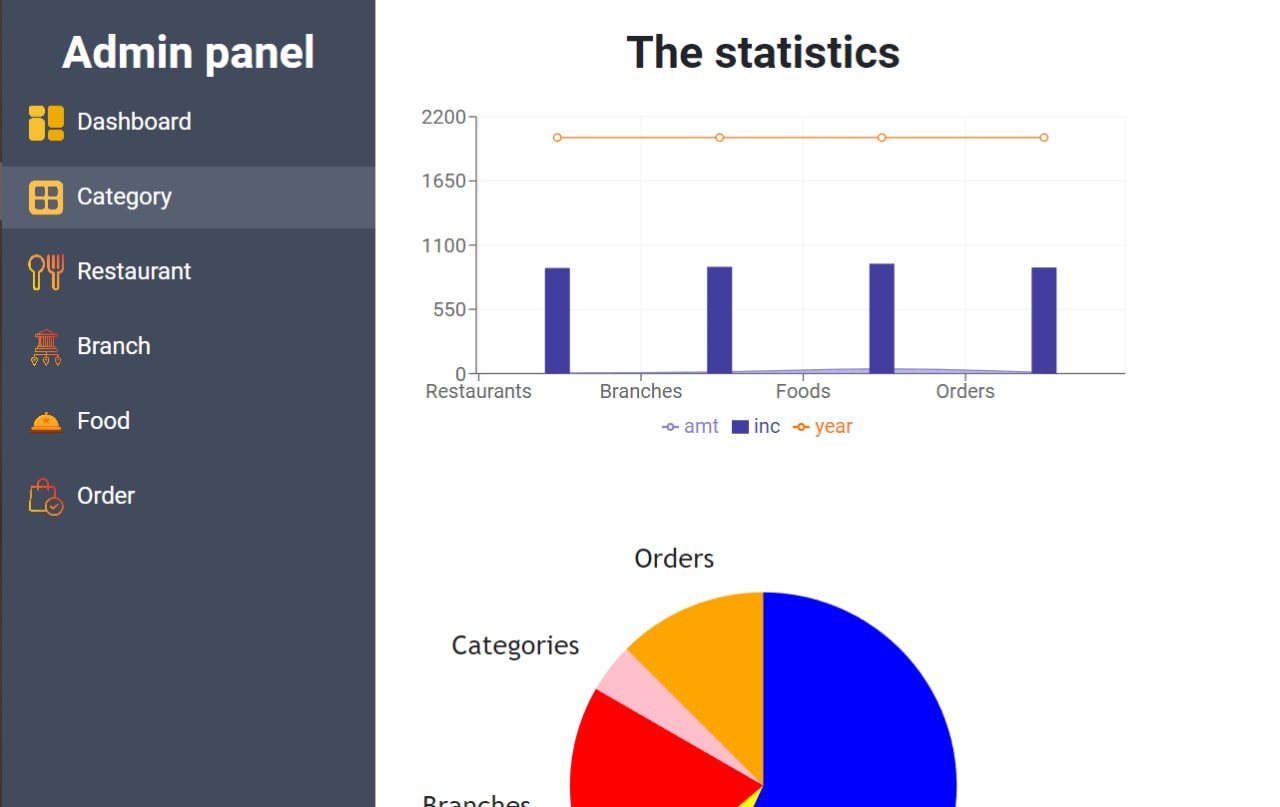 Admin panel
Dashboard
Category
Restaurant
Branch
Food
Order
The statistics
2200
1650
1100
550
0
Restaurants Branches Foods Orders
amt inc year
Orders
Categories
Branches